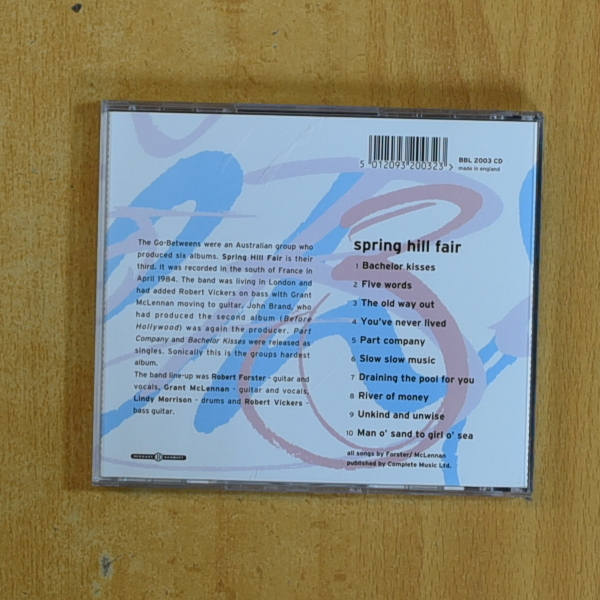 5 012093 200323 >
BBL 2003 CD
made in england
The Go-Betweens were an Australian group who
produced six albums. Spring Hill Fair is their
third. It was recorded in the south of France in
April 1984. The band was living in London and
had added Robert Vickers on bass with Grant
McLennan moving to guitar. John Brand, who
had produced the second album (Before
Hollywood) was again the producer. Part
Company and Bachelor Kisses were released as
singles. Sonically this is the groups hardest
album.
The band line-up was Robert Forster - guitar and
vocals, Grant McLennan - guitar and vocals,
Lindy Morrison - drums and Robert Vickers -
bass guitar.
BEGGARS BANQUET
spring hill fair
1 Bachelor kisses
2 Five words
3 The old way out
4 You've never lived
5 Part company
6 Slow slow music
7 Draining the pool for you
8 River of money
9 Unkind and unwise
10 Man o' sand to girl o' sea
all songs by Forster/ McLennan
published by Complete Music Ltd.